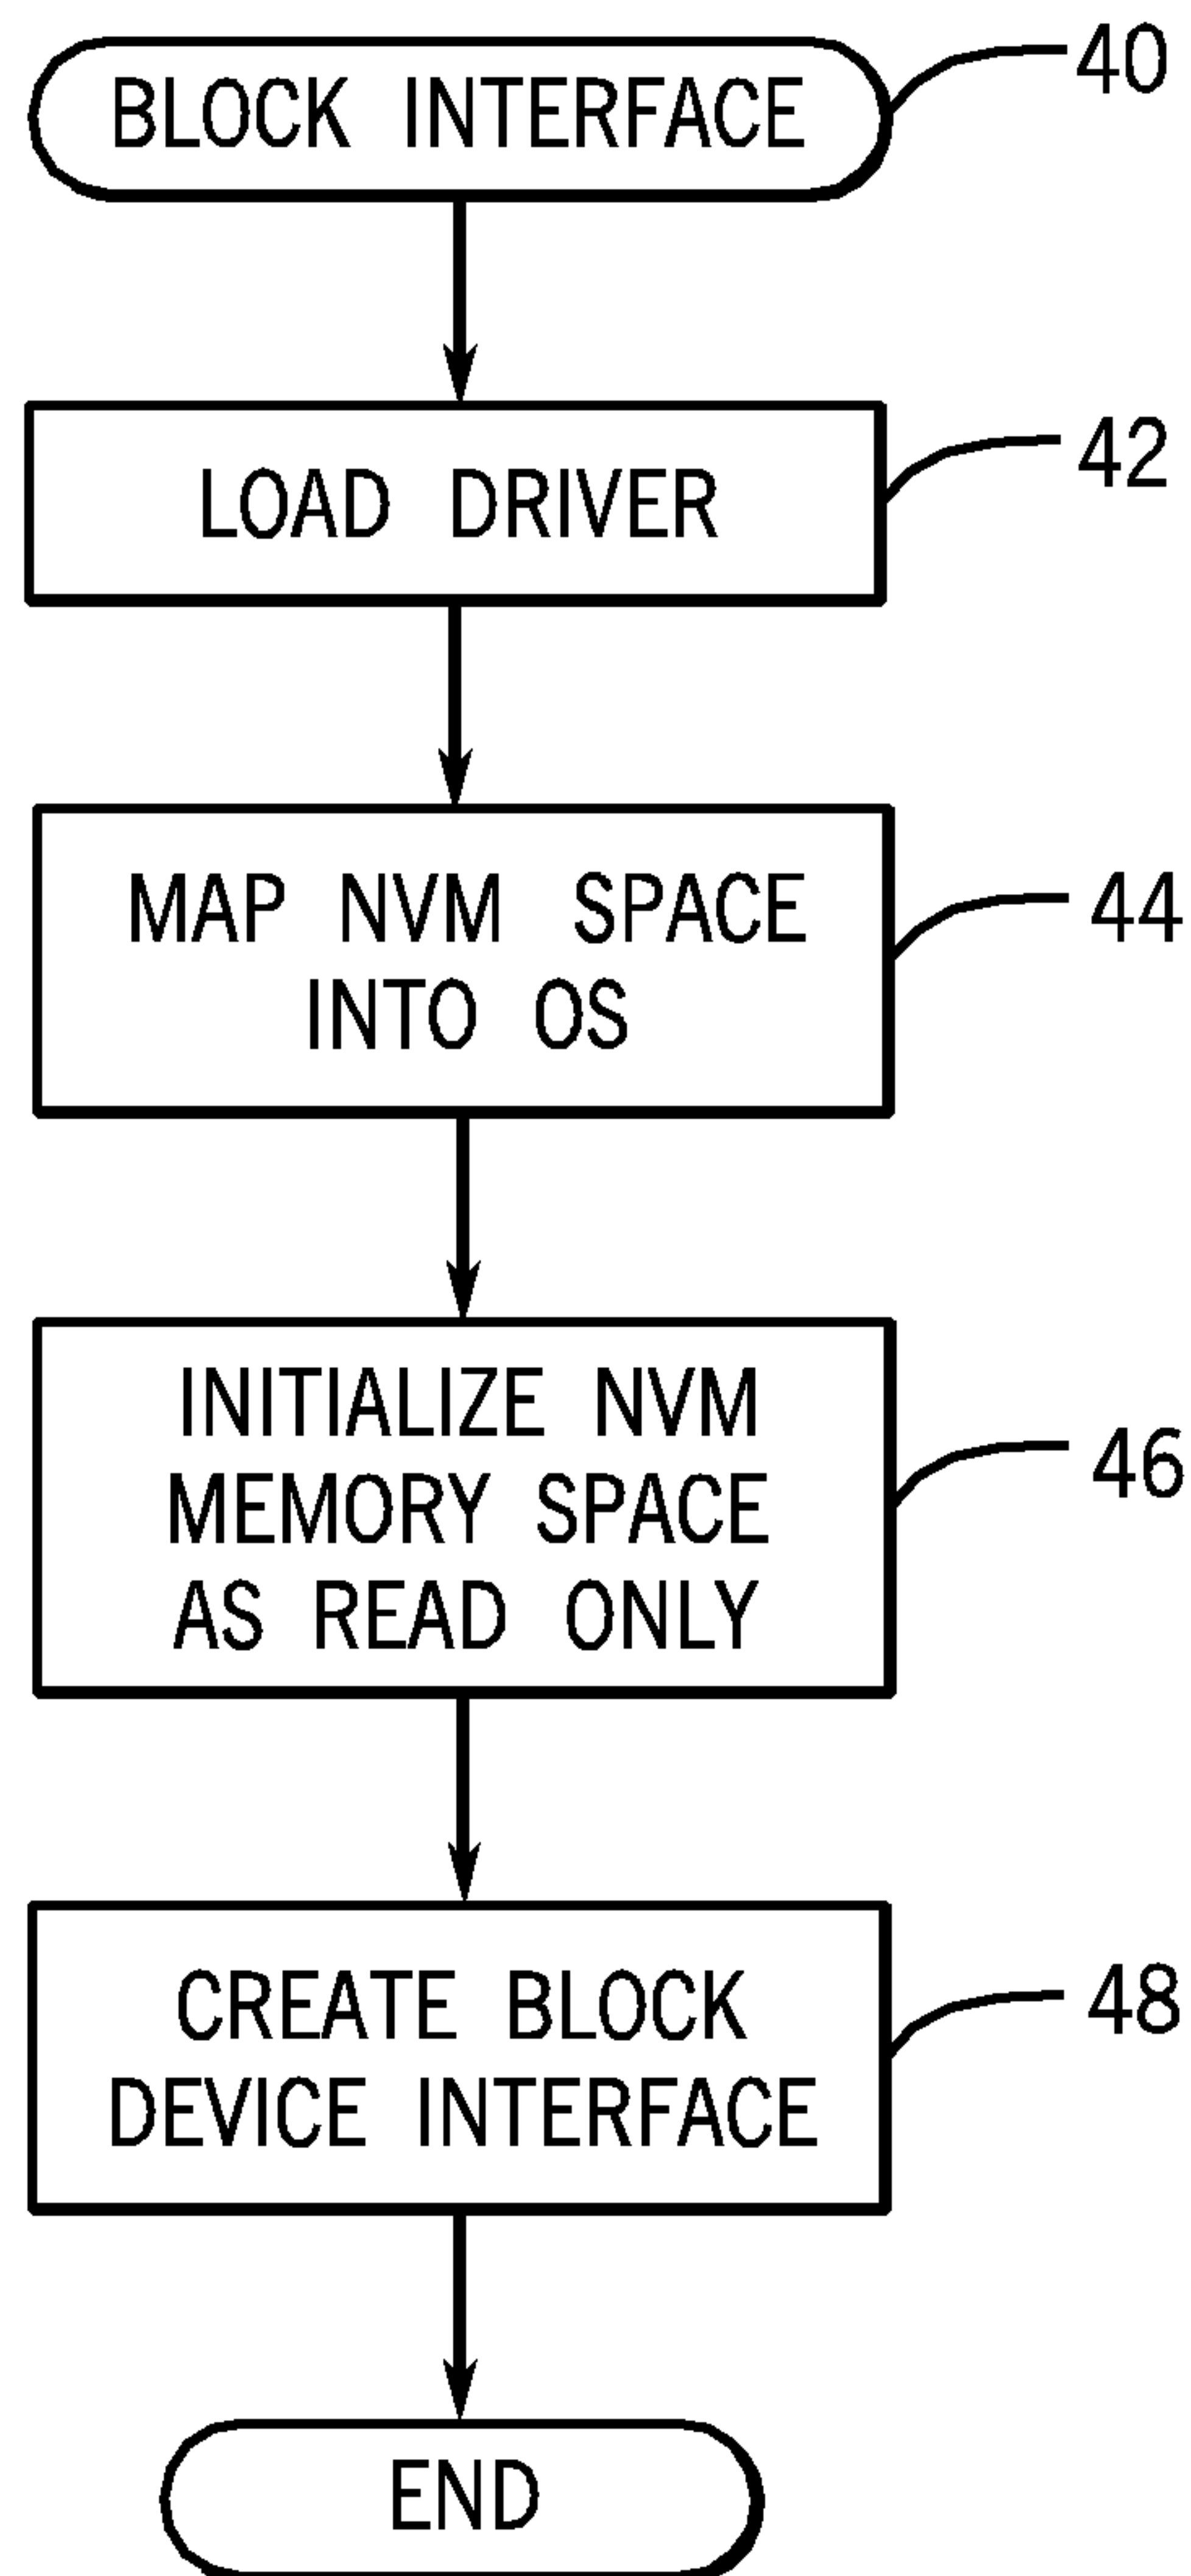 BLOCK INTERFACE
40
LOAD DRIVER
42
MAP NVM SPACE
INTO OS
44
INITIALIZE NVM
MEMORY SPACE
AS READ ONLY
46
CREATE BLOCK
DEVICE INTERFACE
48
END